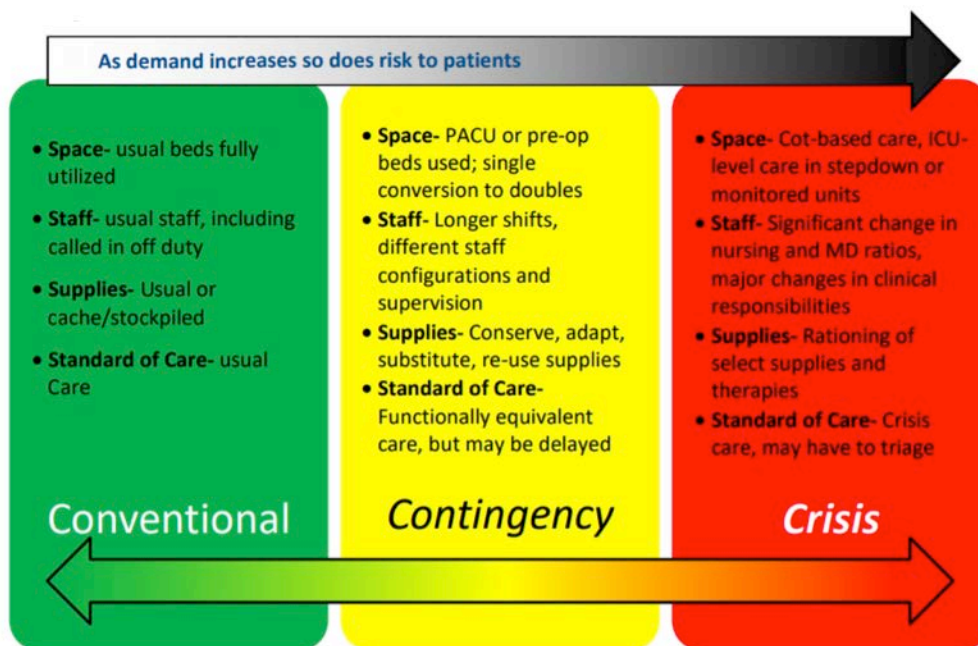 As demand increases so does risk to patients
• Space- usual beds fully
utilized
• Staff- usual staff, including
called in off duty
• Supplies- Usual or
cache/stockpiled
• Standard of Care- usual
Care
Conventional
• Space- PACU or pre-op
beds used; single
conversion to doubles
• Staff- Longer shifts,
different staff
configurations and
supervision
• Supplies- Conserve, adapt,
substitute, re-use supplies
• Standard of Care-
Functionally equivalent
care, but may be delayed
Contingency
• Space- Cot-based care, ICU-
level care in stepdown or
monitored units
• Staff- Significant change in
nursing and MD ratios,
major changes in clinical
responsibilities
• Supplies- Rationing of
select supplies and
therapies
• Standard of Care- Crisis
care, may have to triage
Crisis